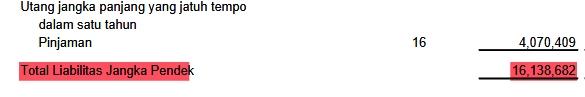 Utang jangka panjang yang jatuh tempo
dalam satu tahun
Pinjaman 16 4,070,409
Total Liabilitas Jangka Pendek 16,138,682